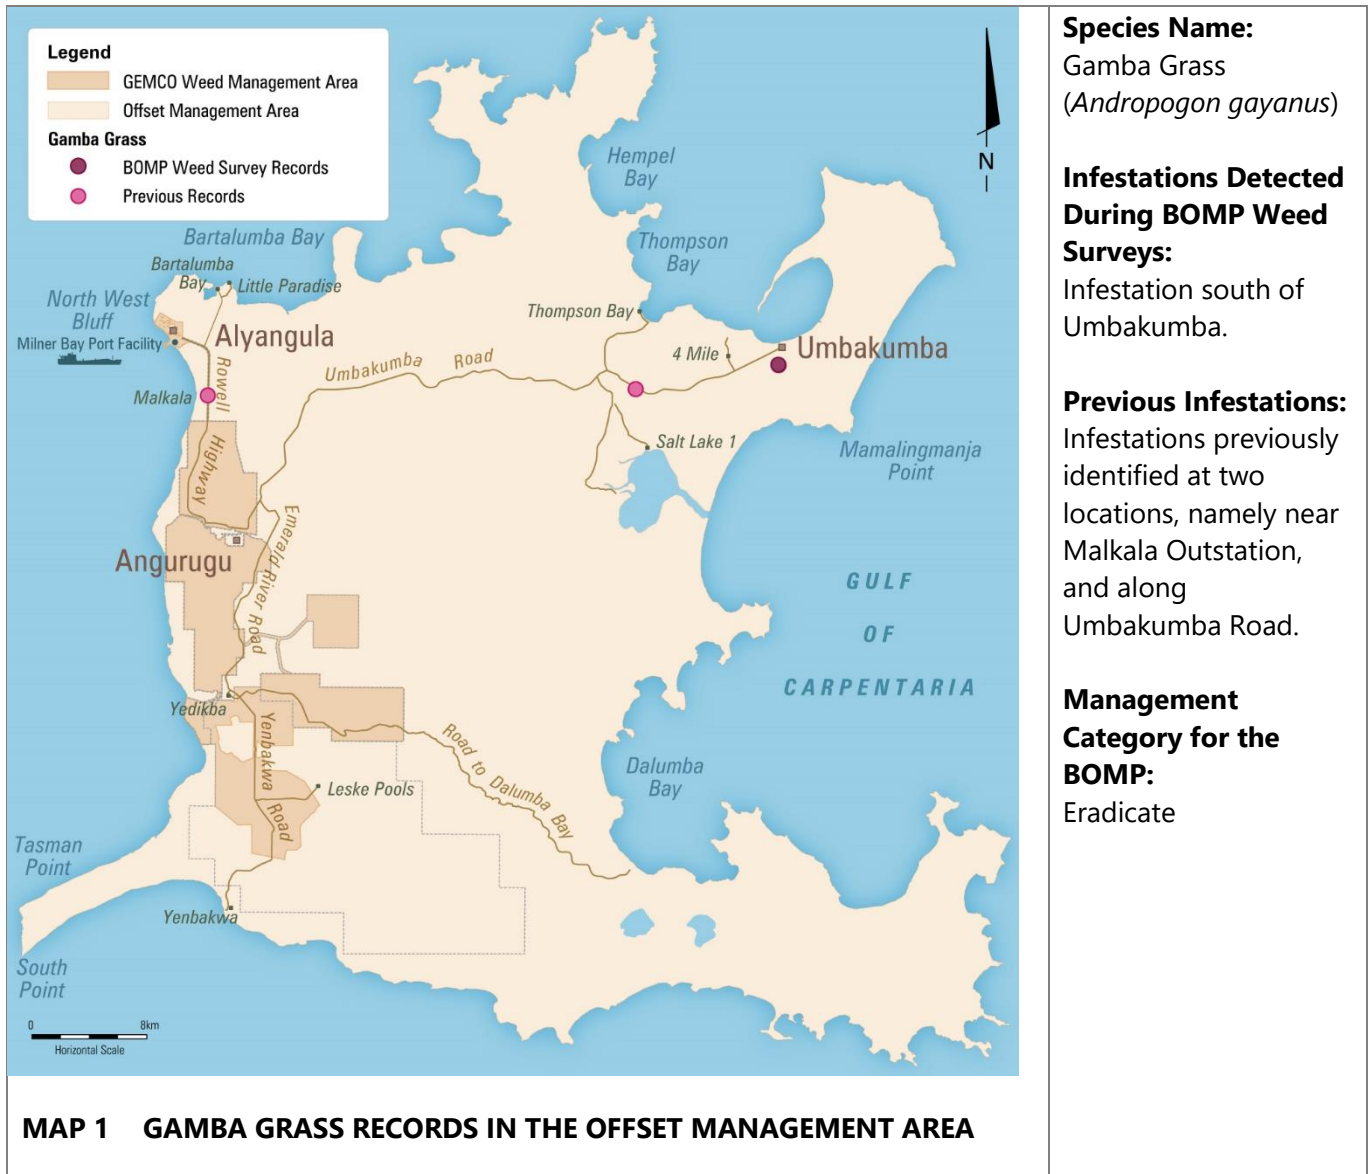 Legend
GEMCO Weed Management Area
Offset Management Area
Gamba Grass
BOMP Weed Survey Records
Previous Records
N
Hempel
Bay
Bartalumba Bay
Thompson
Bay
Bartalumba
Bay
Little Paradise
North West
Bluff
Alyangula
Milner Bay Port Facility
Thompson Bay
4 Mile
Umbakumba
Umbakumba Road
Malkala
Rowell
Highway
Salt Lake 1
Mamalingmanja
Point
Angurugu
Emerald River Road
GULF
OF
CARPENTARIA
Yedikba
Yenbakwa
Road
Road to Dalumba Bay
Dalumba
Bay
Leske Pools
Tasman
Point
Yenbakwa
South
Point
0 8km
Horizontal Scale
MAP 1 GAMBA GRASS RECORDS IN THE OFFSET MANAGEMENT AREA
Species Name:
Gamba Grass
(Andropogon gayanus)
Infestations Detected
During BOMP Weed
Surveys:
Infestation south of
Umbakumba.
Previous Infestations:
Infestations previously
identified at two
locations, namely near
Malkala Outstation,
and along
Umbakumba Road.
Management
Category for the
BOMP:
Eradicate